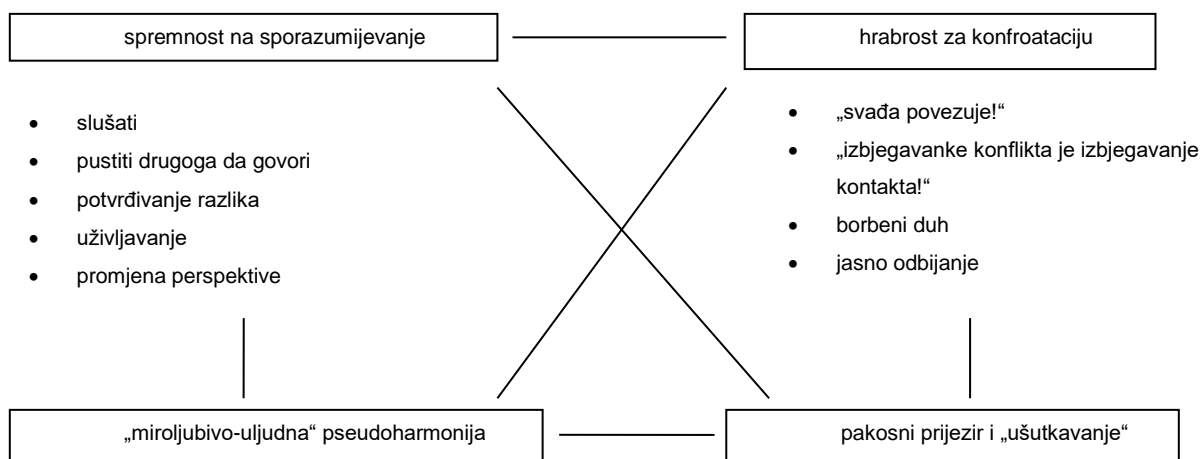 spremnost na sporazumijevanje
hrabrost za konfroataciju
• slušati
• pustiti drugoga da govori
• potvrđivanje razlika
• uživljavanje
• promjena perspektive
• „svađa povezuje!“
• „izbjegavanke konflikta je izbjegavanje
kontakta!“
• borbeni duh
• jasno odbijanje
„miroljubivo-uljudna“ pseudoharmonija
pakosni prijezir i „ušutkavanje“